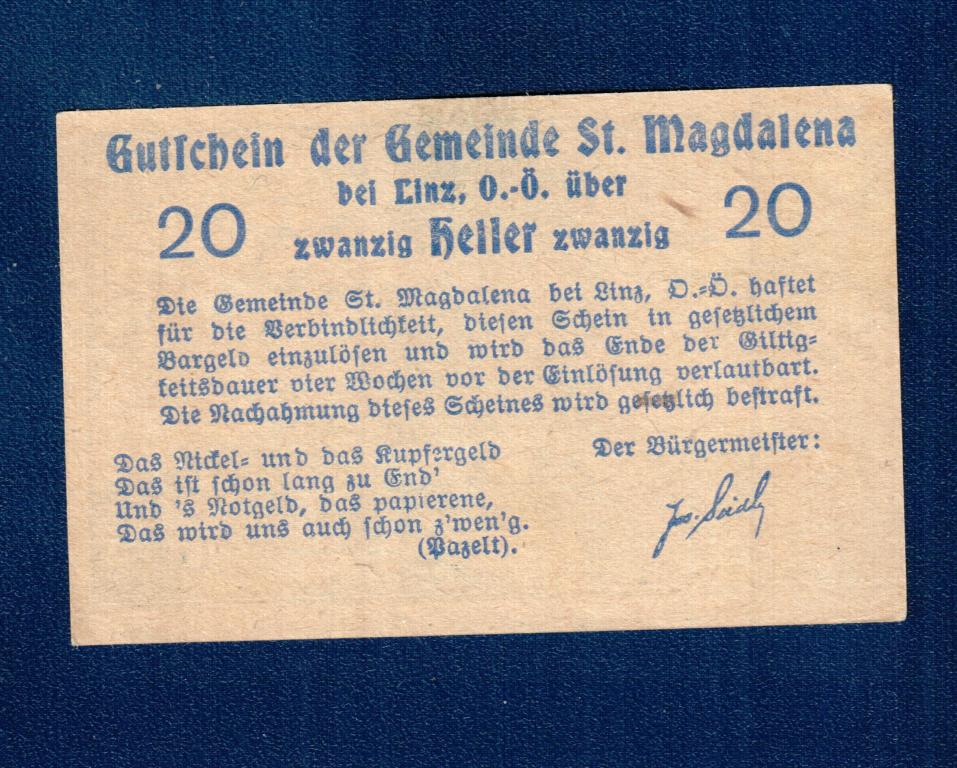 Gutschein der Gemeinde St. Magdalena
bei Linz, O.-Ö. über
20 zwanzig Heller zwanzig 20
Die Gemeinde St. Magdalena bei Linz, O.-Ö. haftet
für die Verbindlichkeit, diesen Schein in gesetzlichem
Bargeld einzulösen und wird das Ende der Giltig-
keitsdauer vier Wochen vor der Einlösung verlautbart.
Die Nachahmung dieses Scheines wird gesetzlich bestraft.
Das Nickel- und das Kupfergeld
Das ist schon lang zu End'
Und 's Notgeld, das papierene,
Das wird uns auch schon z'wen'g.
(Pazelt).
Der Bürgermeister:
Jos.